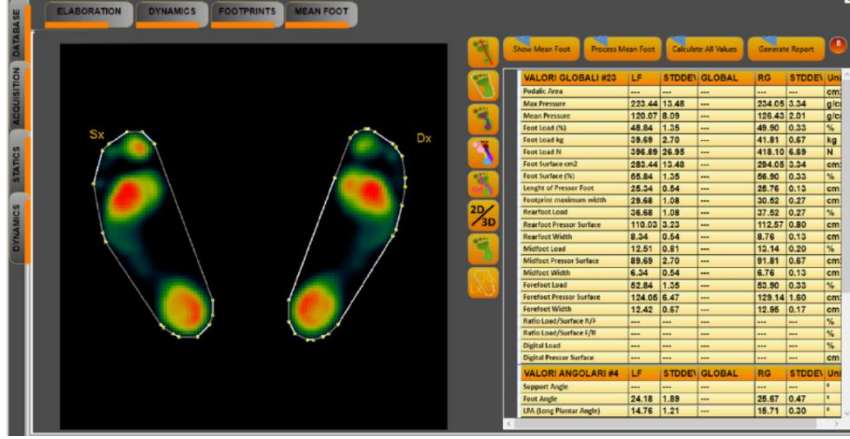 ELABORATION DYNAMICS FOOTPRINTS MEAN FOOT
DATABASE
ACQUISITION
STATICS
DYNAMICS
Sx
Dx
2D/3D
Show Mean Foot Process Mean Foot Calculate All Values Generate Report
VALORI GLOBALI #23 LF STDDEV GLOBAL RG STDDEV Uni
Podalic Area --- --- --- --- --- cm
Max Pressure 223.44 13.48 --- 234.05 3.34 g/c
Mean Pressure 120.07 8.09 --- 126.43 2.01 g/c
Foot Load (%) 48.84 1.35 --- 49.90 0.33 %
Foot Load kg 39.69 2.70 --- 41.81 0.67 kg
Foot Load N 396.89 26.95 --- 418.10 6.69 N
Foot Surface cm2 283.44 13.48 --- 294.05 3.34 cm
Foot Surface (%) 55.84 1.35 --- 56.90 0.33 %
Lenght of Pressor Foot 25.34 0.54 --- 25.76 0.13 cm
Footprint maximum width 29.68 1.08 --- 30.52 0.27 cm
Rearfoot Load 36.68 1.08 --- 37.52 0.27 %
Rearfoot Pressor Surface 110.03 3.23 --- 112.57 0.80 cm
Rearfoot Width 8.34 0.54 --- 8.76 0.13 cm
Midfoot Load 12.51 0.81 --- 13.14 0.20 %
Midfoot Pressor Surface 89.69 2.70 --- 91.81 0.67 cm
Midfoot Width 6.34 0.54 --- 6.76 0.13 cm
Forefoot Load 52.84 1.35 --- 53.90 0.33 %
Forefoot Pressor Surface 124.05 6.47 --- 129.14 1.60 cm
Forefoot Width 12.42 0.67 --- 12.95 0.17 cm
Ratio Load/Surface R/F --- --- --- --- --- %
Ratio Load/Surface F/R --- --- --- --- --- %
Digital Load --- --- --- --- --- %
Digital Pressor Surface --- --- --- --- --- cm
VALORI ANGOLARI #4 LF STDDEV GLOBAL RG STDDEV Uni
Support Angle --- --- --- --- --- °
Foot Angle 24.18 1.89 --- 25.67 0.47 °
LPA (Long Plantar Angle) 14.76 1.21 --- 15.71 0.30 °